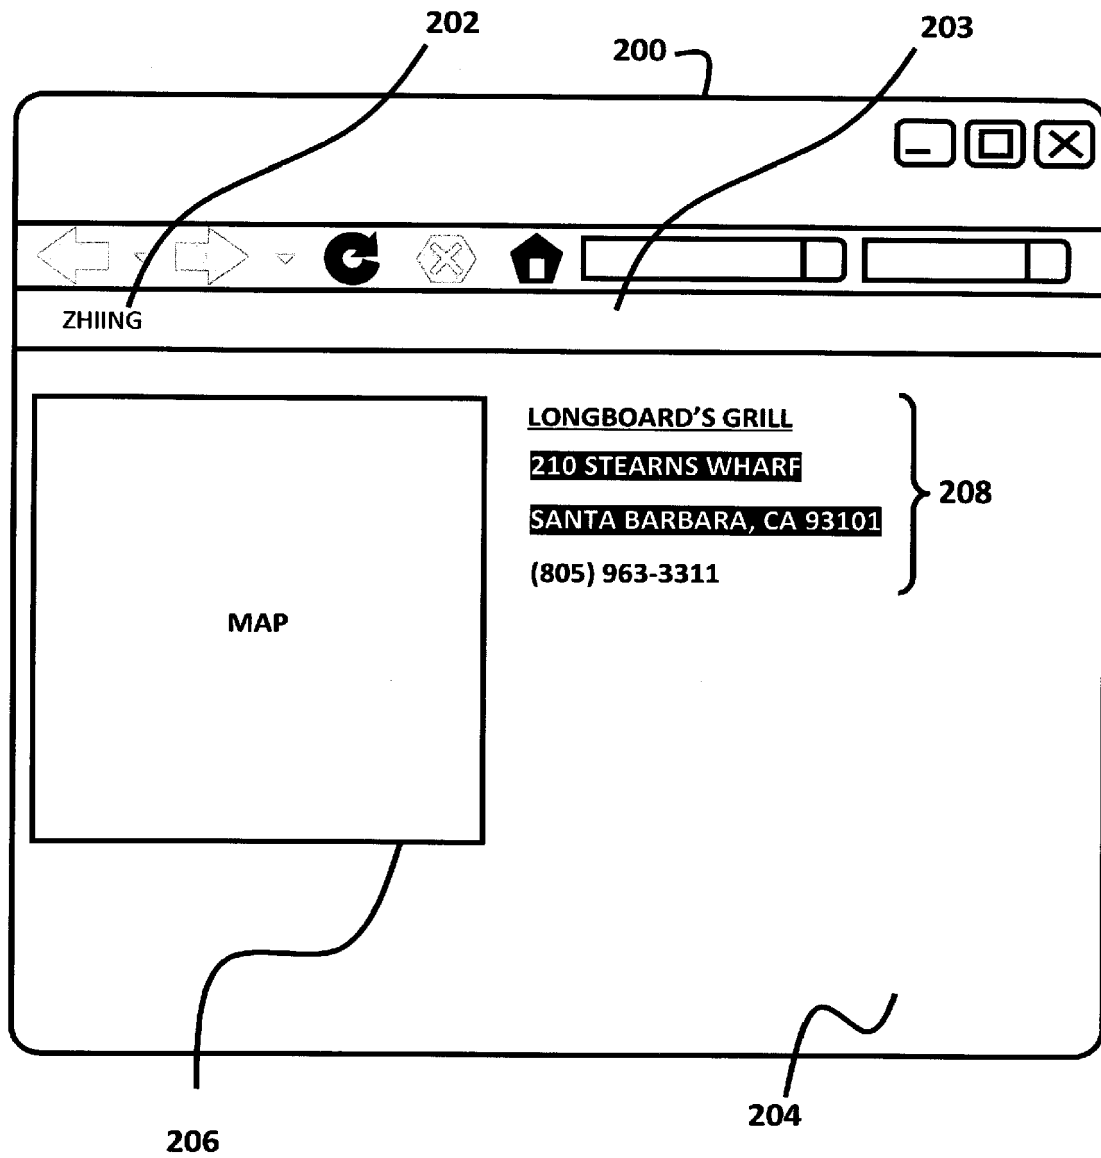 202
200
203
ZHIING
LONGBOARD'S GRILL
210 STEARNS WHARF
SANTA BARBARA, CA 93101
(805) 963-3311
208
MAP
206
204